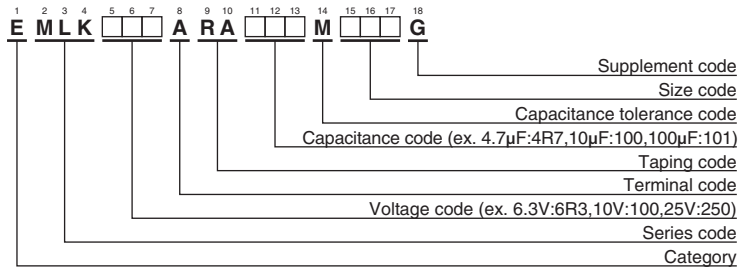 1 2 3 4 5 6 7 8 9 10 11 12 13 14 15 16 17 18
E MLK A RA M G
Supplement code
Size code
Capacitance tolerance code
Capacitance code (ex. 4.7μF:4R7,10μF:100,100μF:101)
Taping code
Terminal code
Voltage code (ex. 6.3V:6R3,10V:100,25V:250)
Series code
Category